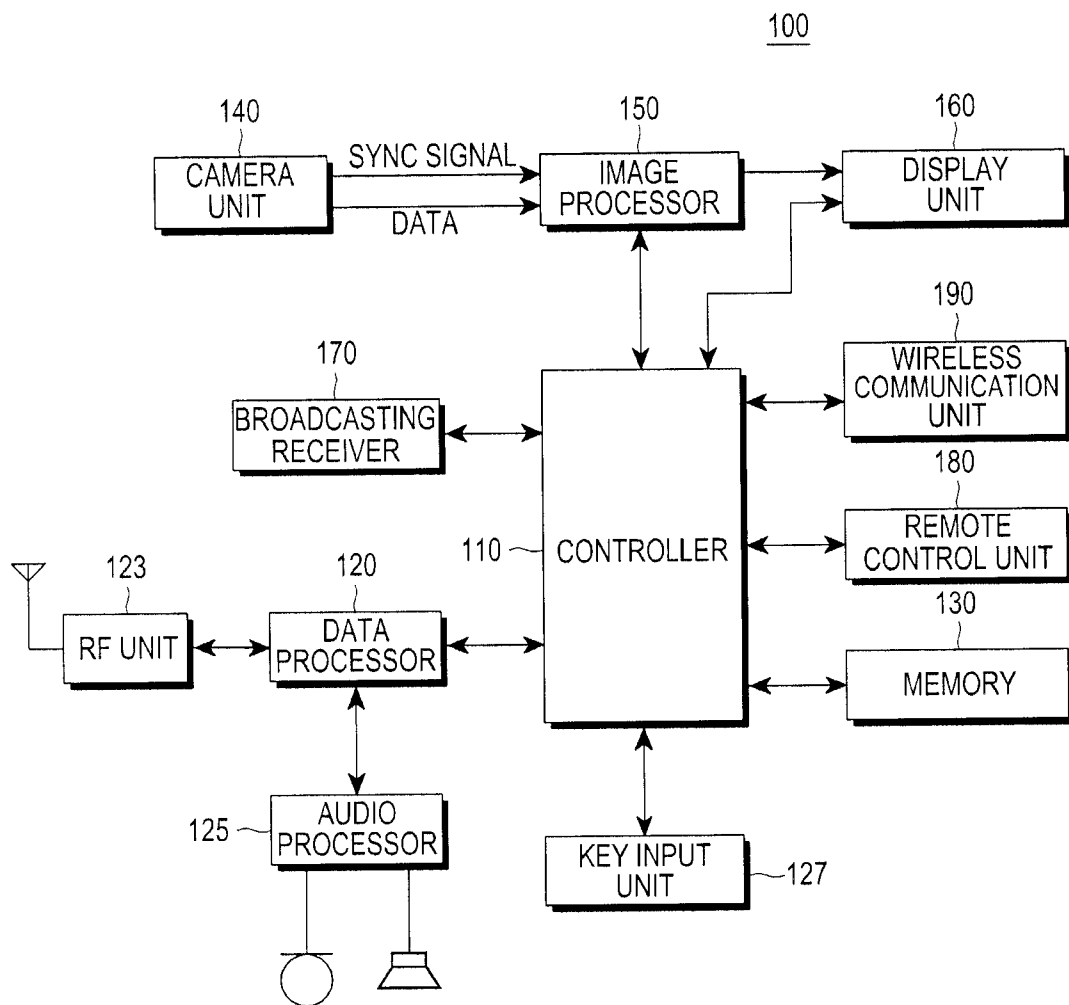 100
140
150
160
CAMERA
UNIT
SYNC SIGNAL
DATA
IMAGE
PROCESSOR
DISPLAY
UNIT
190
WIRELESS
COMMUNICATION
UNIT
170
BROADCASTING
RECEIVER
180
REMOTE
CONTROL UNIT
110
CONTROLLER
123
RF UNIT
120
DATA
PROCESSOR
130
MEMORY
125
AUDIO
PROCESSOR
KEY INPUT
UNIT
127